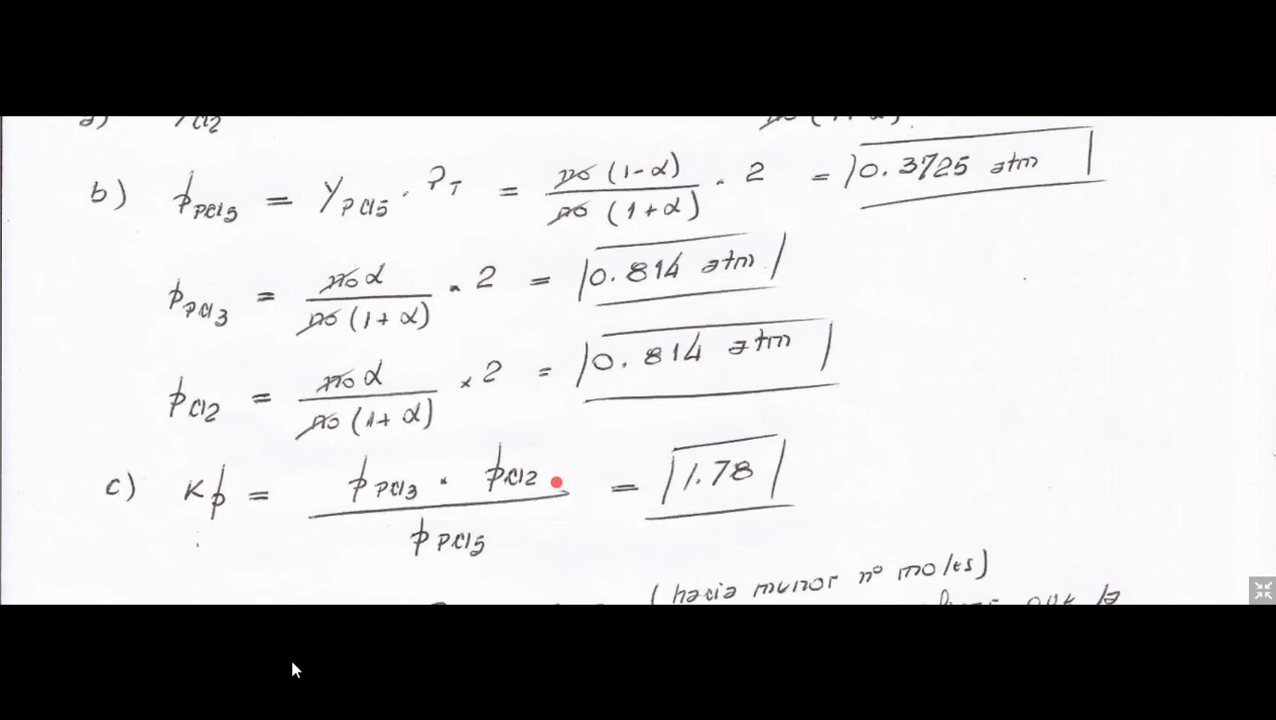 b) pPCl5 = YPCl5 · PT = no (1-α) / no (1+α) · 2 = 0.3725 atm
pPCl3 = no α / no (1+α) · 2 = 0.814 atm
pCl2 = no α / no (1+α) × 2 = 0.814 atm
c) Kp = pPCl3 · pCl2 / pPCl5 = 1.78
(hacia menor nº moles)